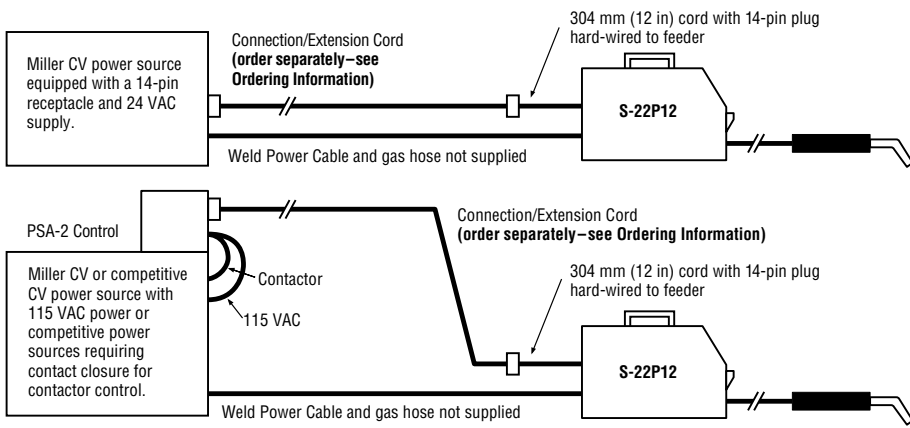 304 mm (12 in) cord with 14-pin plug
hard-wired to feeder
Connection/Extension Cord
(order separately–see
Ordering Information)
Miller CV power source
equipped with a 14-pin
receptacle and 24 VAC
supply.
S-22P12
Weld Power Cable and gas hose not supplied
PSA-2 Control
Connection/Extension Cord
(order separately–see Ordering Information)
Miller CV or competitive
CV power source with
115 VAC power or
competitive power
sources requiring
contact closure for
contactor control.
Contactor
115 VAC
304 mm (12 in) cord with 14-pin plug
hard-wired to feeder
S-22P12
Weld Power Cable and gas hose not supplied